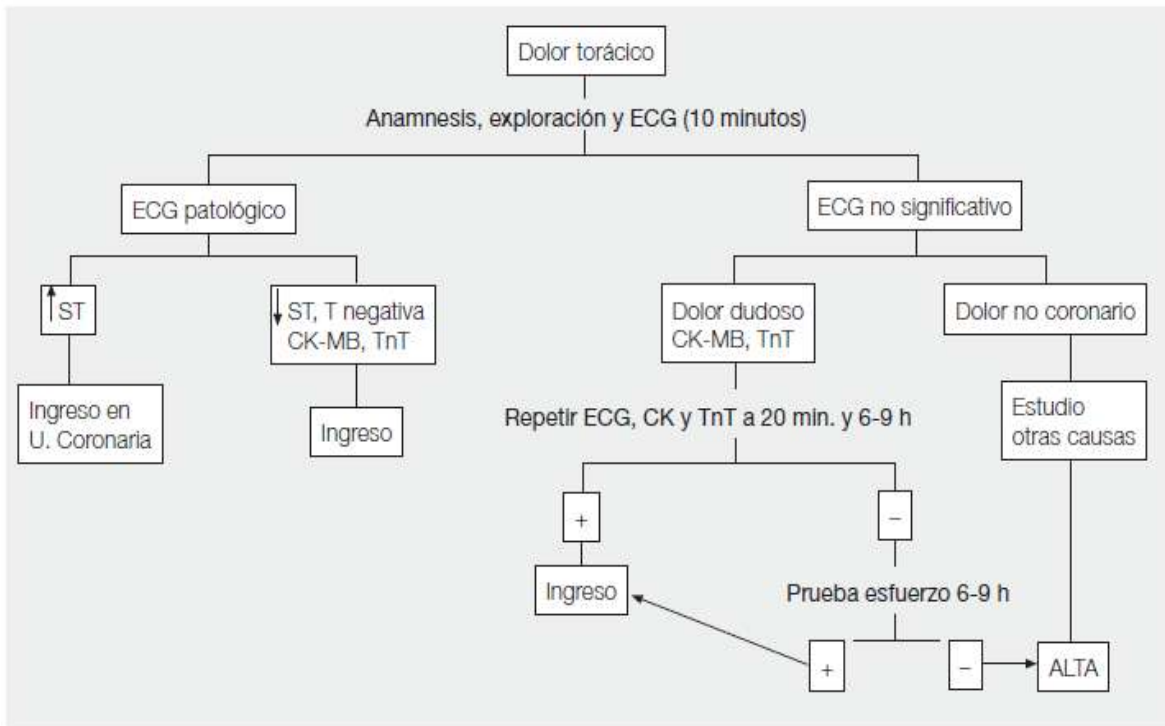 Dolor torácico
Anamnesis, exploración y ECG (10 minutos)
ECG patológico
ECG no significativo
↑ST
↓ST, T negativa
CK-MB, TnT
Dolor dudoso
CK-MB, TnT
Dolor no coronario
Ingreso en
U. Coronaria
Ingreso
Repetir ECG, CK y TnT a 20 min. y 6-9 h
Estudio
otras causas
+
–
Ingreso
Prueba esfuerzo 6-9 h
+
–
ALTA